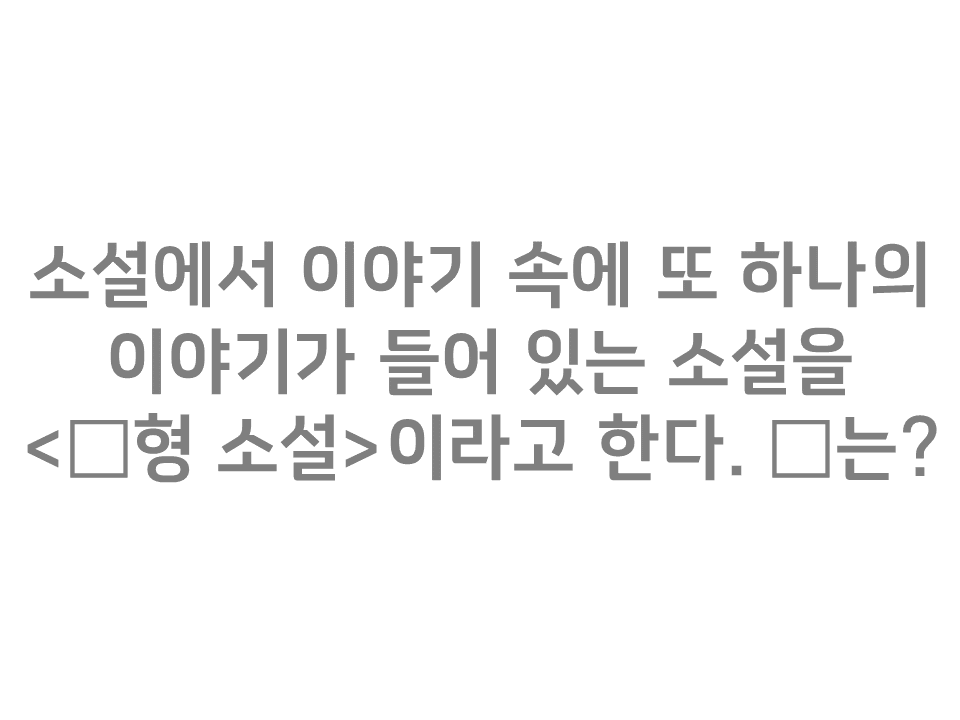 소설에서 이야기 속에 또 하나의
이야기가 들어 있는 소설을
<□형 소설>이라고 한다. □는?